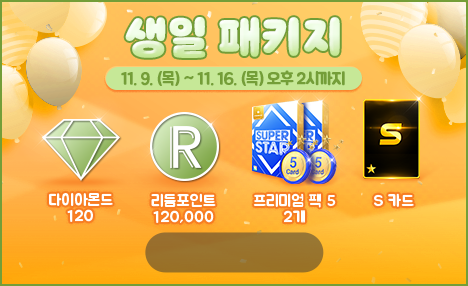 생일 패키지
11. 9. (목) ~ 11. 16. (목) 오후 2시까지
R
SUPER
STAR
5
Card
5
Card
S
다이아몬드
120
리듬포인트
120,000
프리미엄 팩 5
2개
S 카드